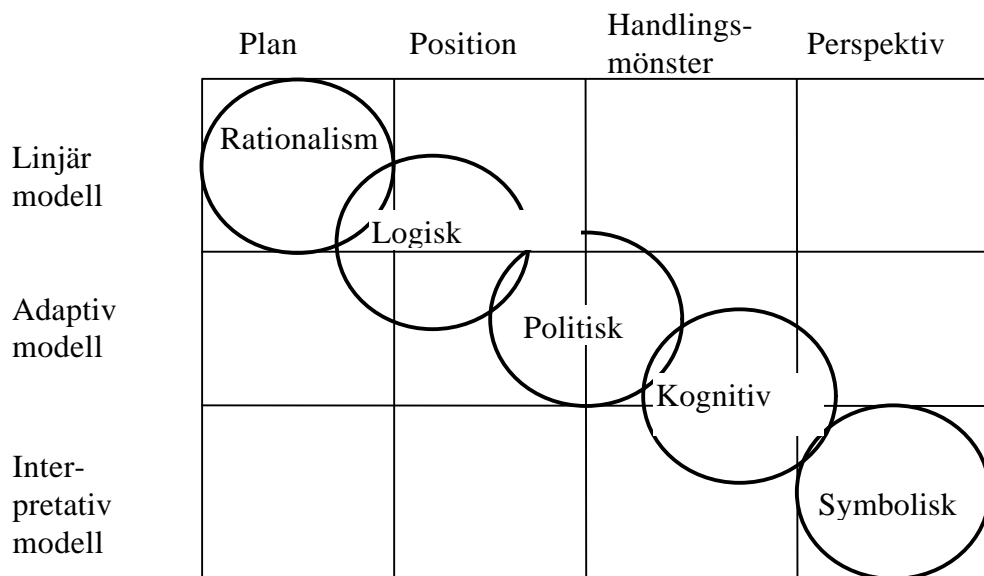 Plan Position Handlings-
mönster Perspektiv
Linjär
modell
Rationalism
Logisk
Adaptiv
modell
Politisk
Kognitiv
Inter-
pretativ
modell
Symbolisk